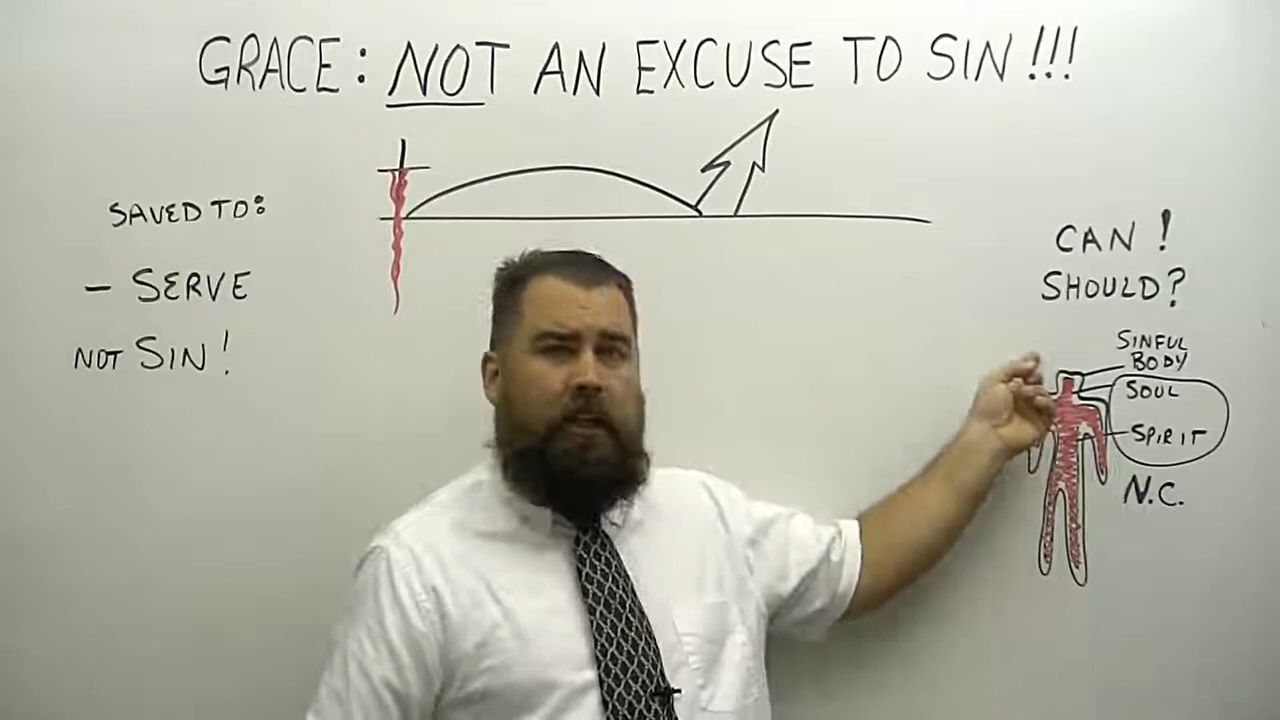 GRACE: NOT AN EXCUSE TO SIN!!!
SAVED TO:
- SERVE
NOT SIN!
CAN!
SHOULD?
SINFUL
BODY
SOUL
SPIRIT
N.C.